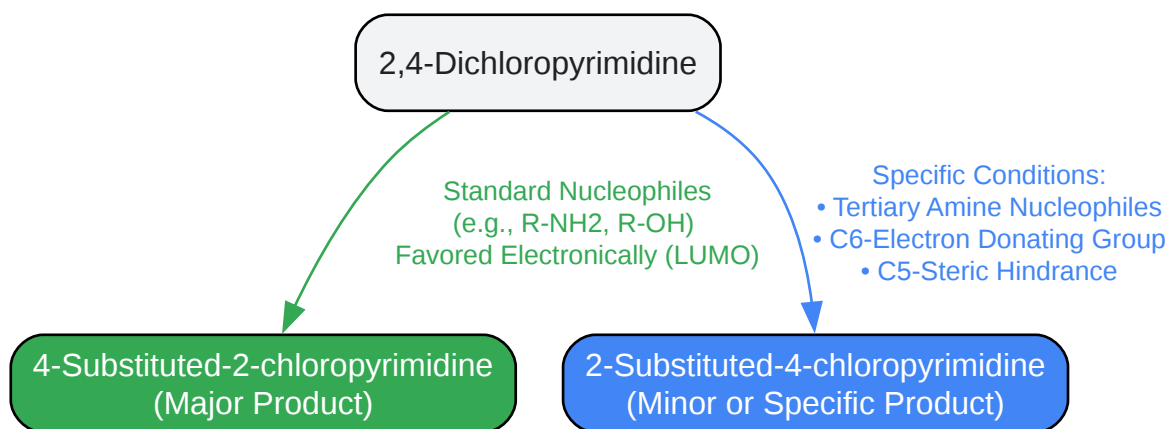 2,4-Dichloropyrimidine
Standard Nucleophiles
(e.g., R-NH2, R-OH)
Favored Electronically (LUMO)
Specific Conditions:
• Tertiary Amine Nucleophiles
• C6-Electron Donating Group
• C5-Steric Hindrance
4-Substituted-2-chloropyrimidine
(Major Product)
2-Substituted-4-chloropyrimidine
(Minor or Specific Product)